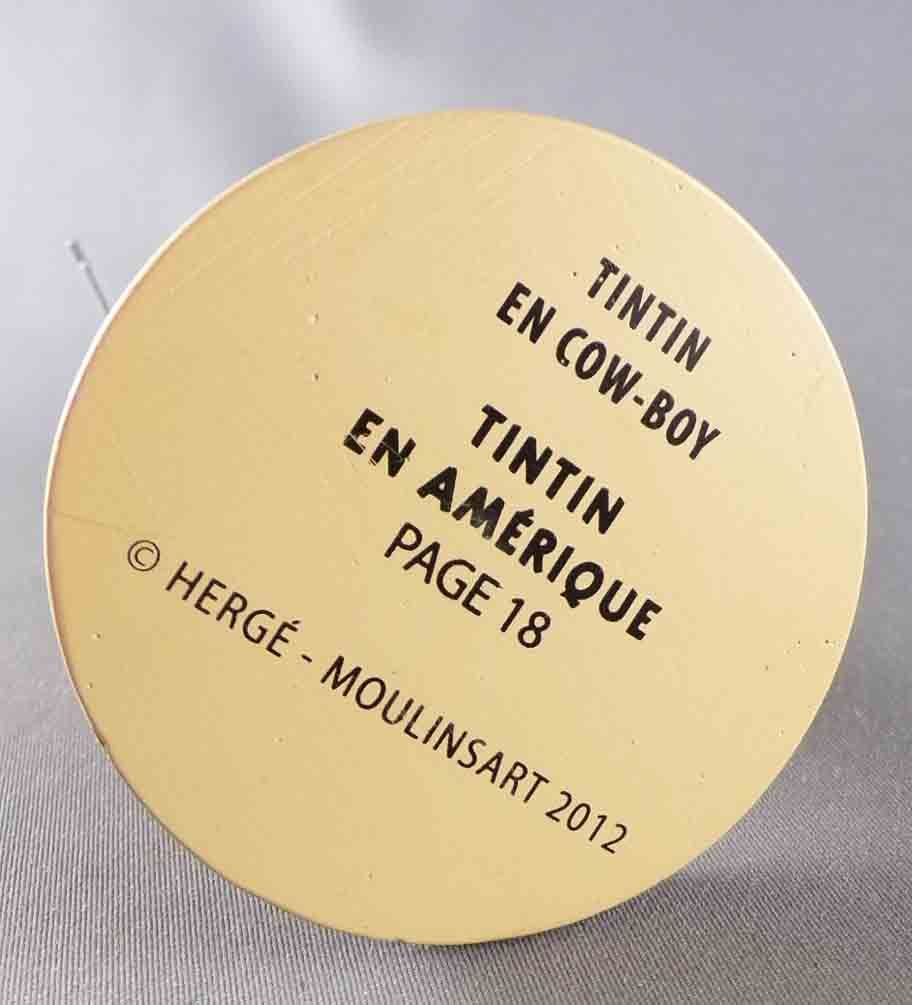 TINTIN
EN COW-BOY
TINTIN
EN AMÉRIQUE
PAGE 18
© HERGÉ - MOULINSART 2012